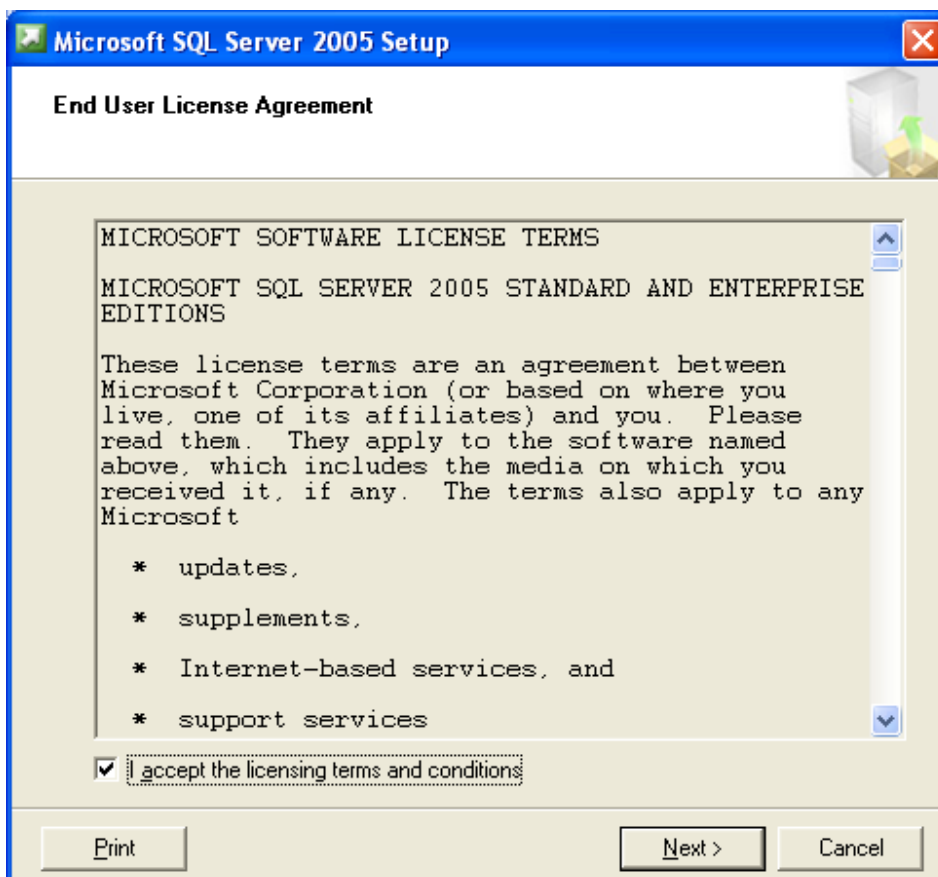 Microsoft SQL Server 2005 Setup
End User License Agreement
MICROSOFT SOFTWARE LICENSE TERMS
MICROSOFT SQL SERVER 2005 STANDARD AND ENTERPRISE
EDITIONS
These license terms are an agreement between
Microsoft Corporation (or based on where you
live, one of its affiliates) and you.  Please
read them.  They apply to the software named
above, which includes the media on which you
received it, if any.  The terms also apply to any
Microsoft
* updates,
* supplements,
* Internet-based services, and
* support services
I accept the licensing terms and conditions
Print
Next >
Cancel